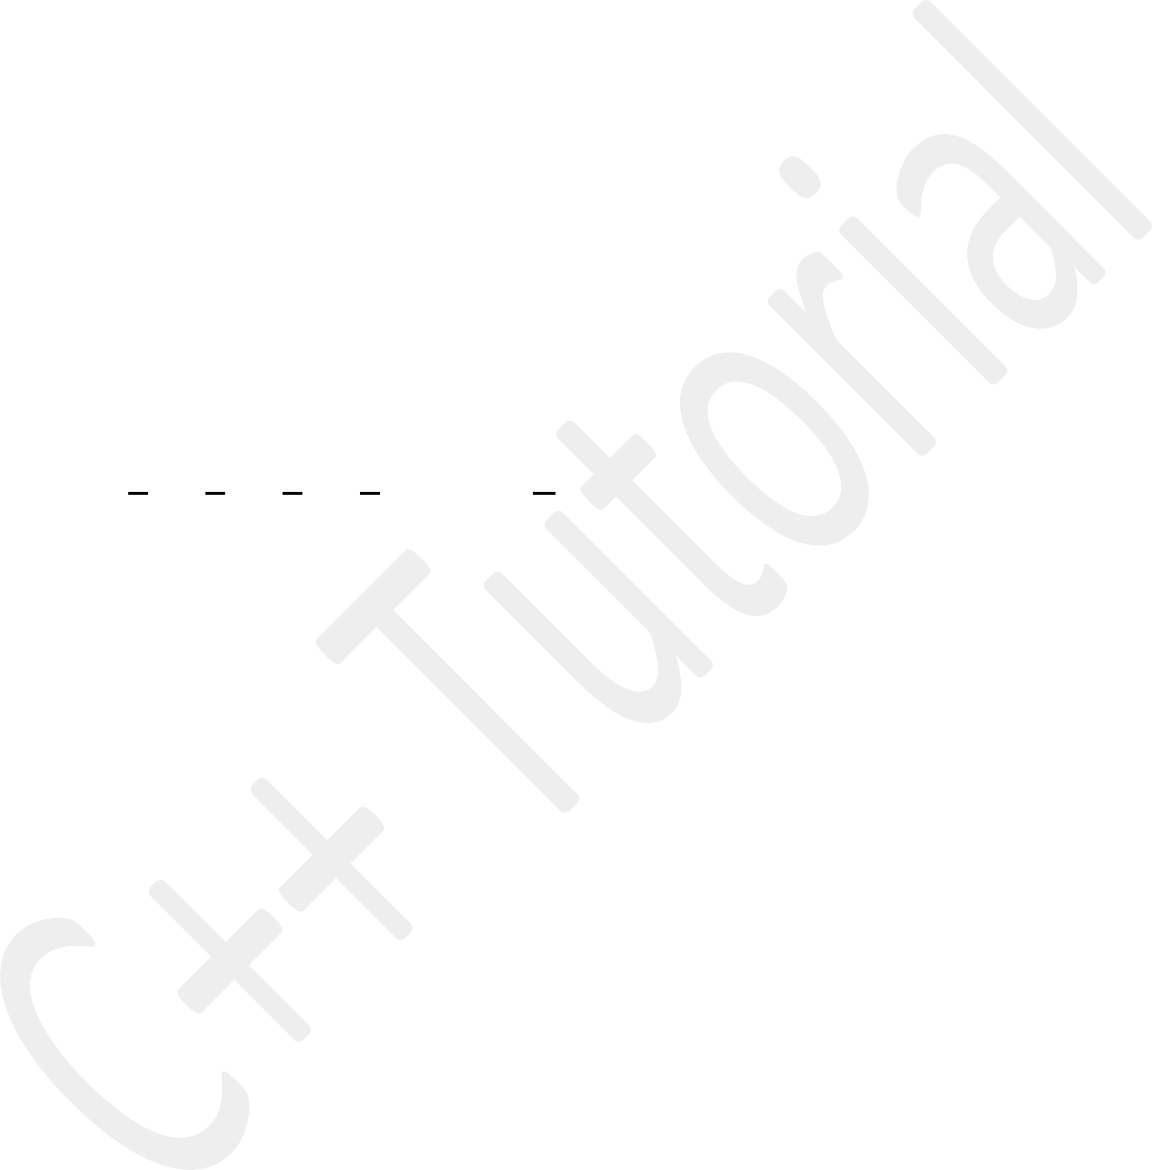 _ _ _ _ _
C++ Tutorial